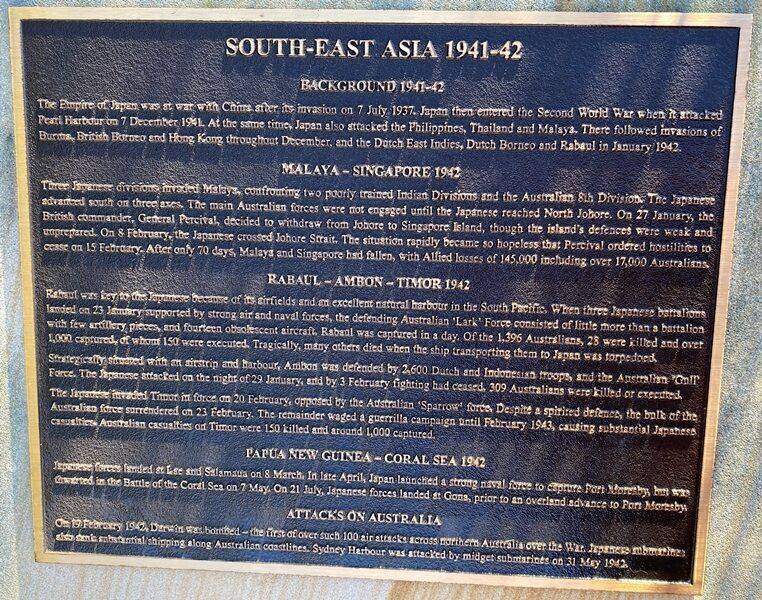 SOUTH-EAST ASIA 1941-42
BACKGROUND 1941-42
The Empire of Japan was at war with China after its invasion on 7 July 1937. Japan then entered the Second World War when it attacked
Pearl Harbour on 7 December 1941. At the same time, Japan also attacked the Philippines, Thailand and Malaya. There followed invasions of
Burma, British Borneo and Hong Kong throughout December, and the Dutch East Indies, Dutch Borneo and Rabaul in January 1942.
MALAYA – SINGAPORE 1942
Three Japanese divisions invaded Malaya, confronting two poorly trained Indian Divisions and the Australian 8th Division. The Japanese
advanced south on three axes. The main Australian forces were not engaged until the Japanese reached North Johore. On 27 January, the
British commander, General Percival, decided to withdraw from Johore to Singapore Island, though the island's defences were weak and
unprepared. On 8 February, the Japanese crossed Johore Strait. The situation rapidly became so hopeless that Percival ordered hostilities to
cease on 15 February. After only 70 days, Malaya and Singapore had fallen, with Allied losses of 145,000 including over 17,000 Australians.
RABAUL – AMBON – TIMOR 1942
Rabaul was key to the Japanese because of its airfields and an excellent natural harbour in the South Pacific. When three Japanese battalions
landed on 23 January supported by strong air and naval forces, the defending Australian 'Lark' Force consisted of little more than a battalion
with few artillery pieces, and fourteen obsolescent aircraft. Rabaul was captured in a day. Of the 1,396 Australians, 28 were killed and over
1,000 captured, of whom 150 were executed. Tragically, many others died when the ship transporting them to Japan was torpedoed.
Strategically situated with an airstrip and harbour, Ambon was defended by 2,600 Dutch and Indonesian troops, and the Australian 'Gull'
Force. The Japanese attacked on the night of 29 January, and by 3 February fighting had ceased. 309 Australians were killed or executed.
The Japanese invaded Timor in force on 20 February, opposed by the Australian 'Sparrow' force. Despite a spirited defence, the bulk of the
Australian force surrendered on 23 February. The remainder waged a guerrilla campaign until February 1943, causing substantial Japanese
casualties. Australian casualties on Timor were 150 killed and around 1,000 captured.
PAPUA NEW GUINEA – CORAL SEA 1942
Japanese forces landed at Lae and Salamaua on 8 March. In late April, Japan launched a strong naval force to capture Port Moresby, but was
thwarted in the Battle of the Coral Sea on 7 May. On 21 July, Japanese forces landed at Gona, prior to an overland advance to Port Moresby.
ATTACKS ON AUSTRALIA
On 19 February 1942, Darwin was bombed – the first of over such 100 air attacks across northern Australia over the War. Japanese submarines
also sank substantial shipping along Australian coastlines. Sydney Harbour was attacked by midget submarines on 31 May 1942.